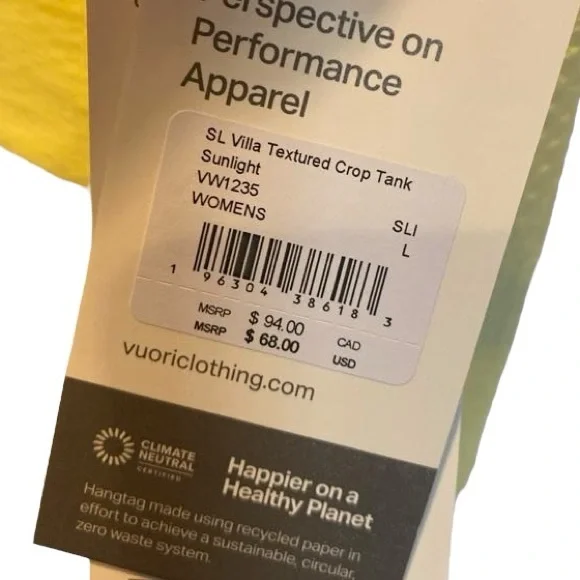 Perspective on
Performance
Apparel
SL Villa Textured Crop Tank
Sunlight
VW1235
WOMENS
SLI
L
1 96304 38618 3
MSRP $ 94.00 CAD
MSRP $ 68.00 USD
vuoriclothing.com
CLIMATE
NEUTRAL
CERTIFIED
Happier on a
Healthy Planet
Hangtag made using recycled paper in
effort to achieve a sustainable, circular,
zero waste system.